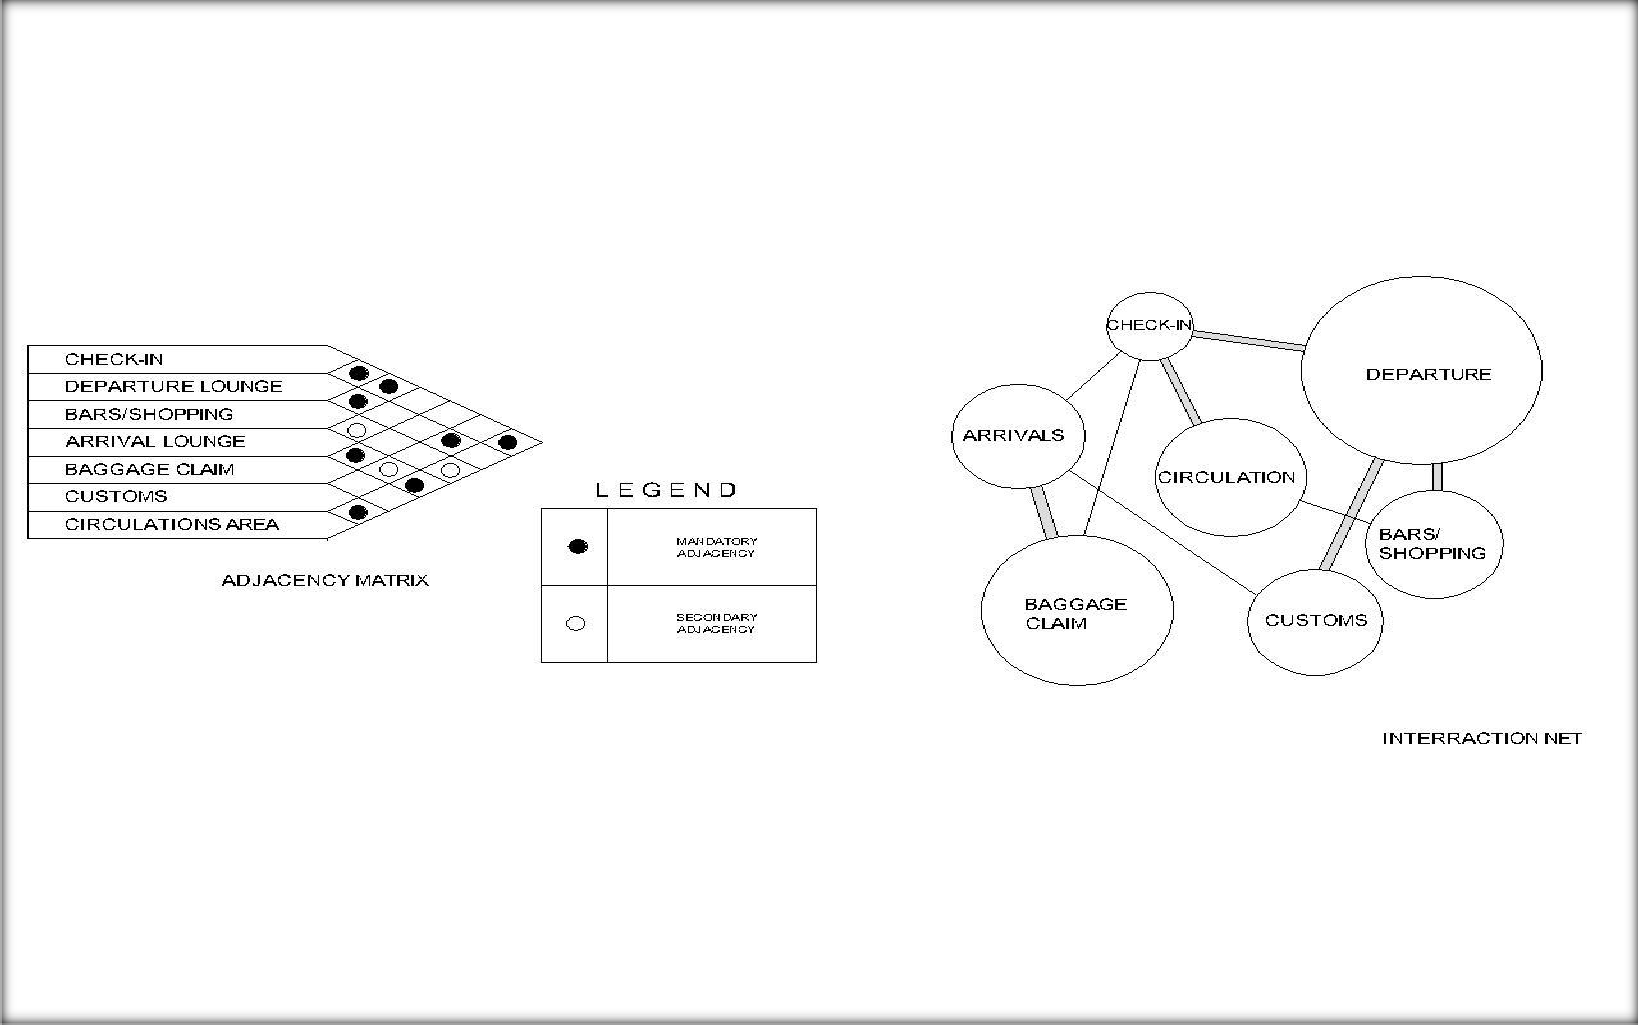 CHECK-IN
DEPARTURE LOUNGE
BARS/SHOPPING
ARRIVAL LOUNGE
BAGGAGE CLAIM
CUSTOMS
CIRCULATIONS AREA
ADJACENCY MATRIX
LEGEND
MANDATORY
ADJACENCY
SECONDARY
ADJACENCY
CHECK-IN
DEPARTURE
ARRIVALS
CIRCULATION
BARS/
SHOPPING
BAGGAGE
CLAIM
CUSTOMS
INTERRACTION NET